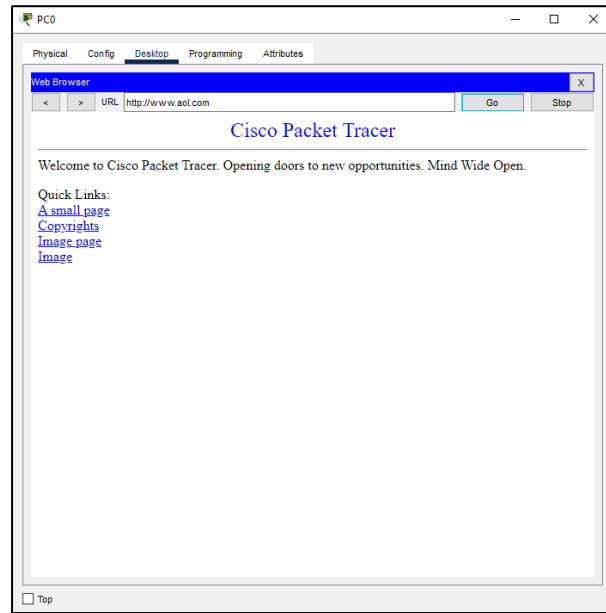 PC0
Physical Config Desktop Programming Attributes
Web Browser X
< > URL http://www.aol.com Go Stop
Cisco Packet Tracer
Welcome to Cisco Packet Tracer. Opening doors to new opportunities. Mind Wide Open.
Quick Links:
A small page
Copyrights
Image page
Image
Top